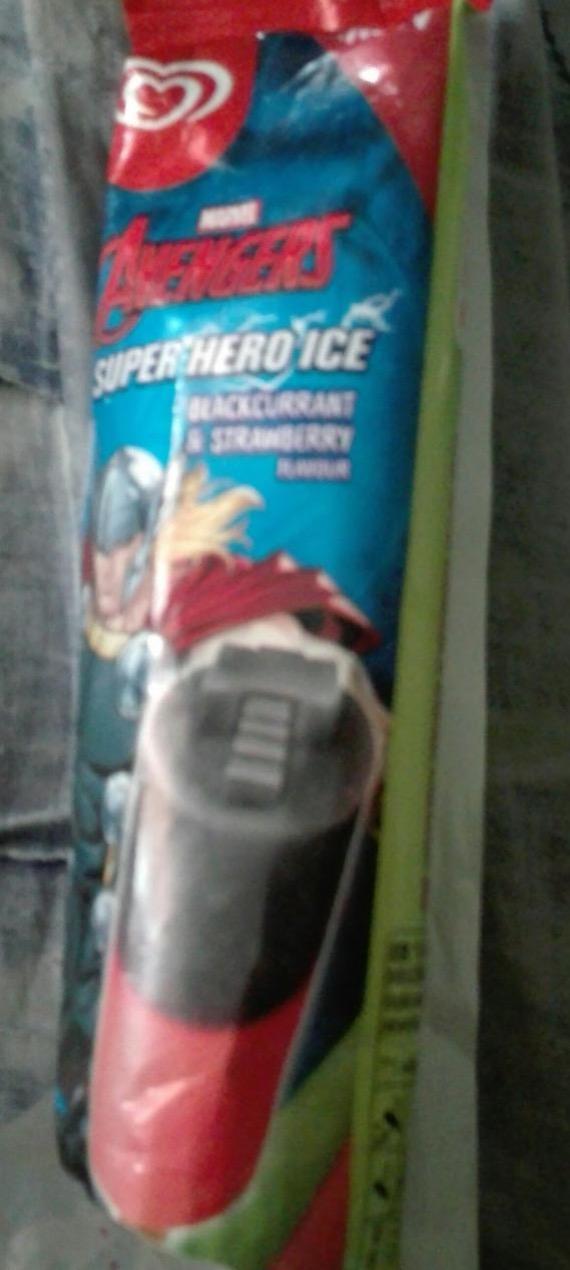 MARVEL
AVENGERS
SUPER HERO ICE
BLACKCURRANT
& STRAWBERRY
FLAVOUR